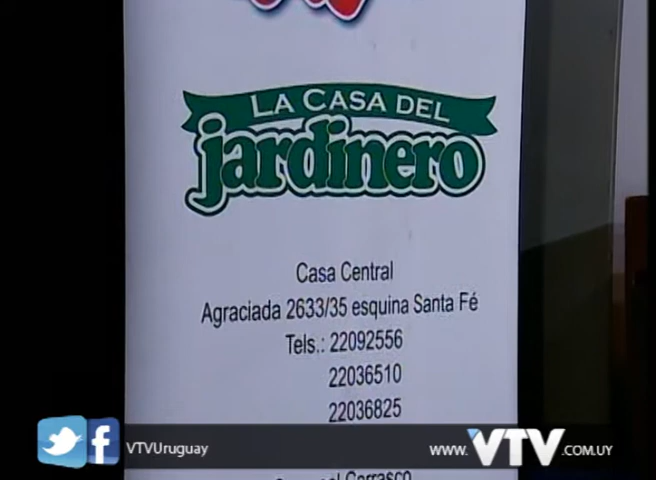 LA CASA DEL
jardinero
Casa Central
Agraciada 2633/35 esquina Santa Fé
Tels.: 22092556
22036510
22036825
VTVUruguay
WWW. VTV .COM.UY
Carrasco